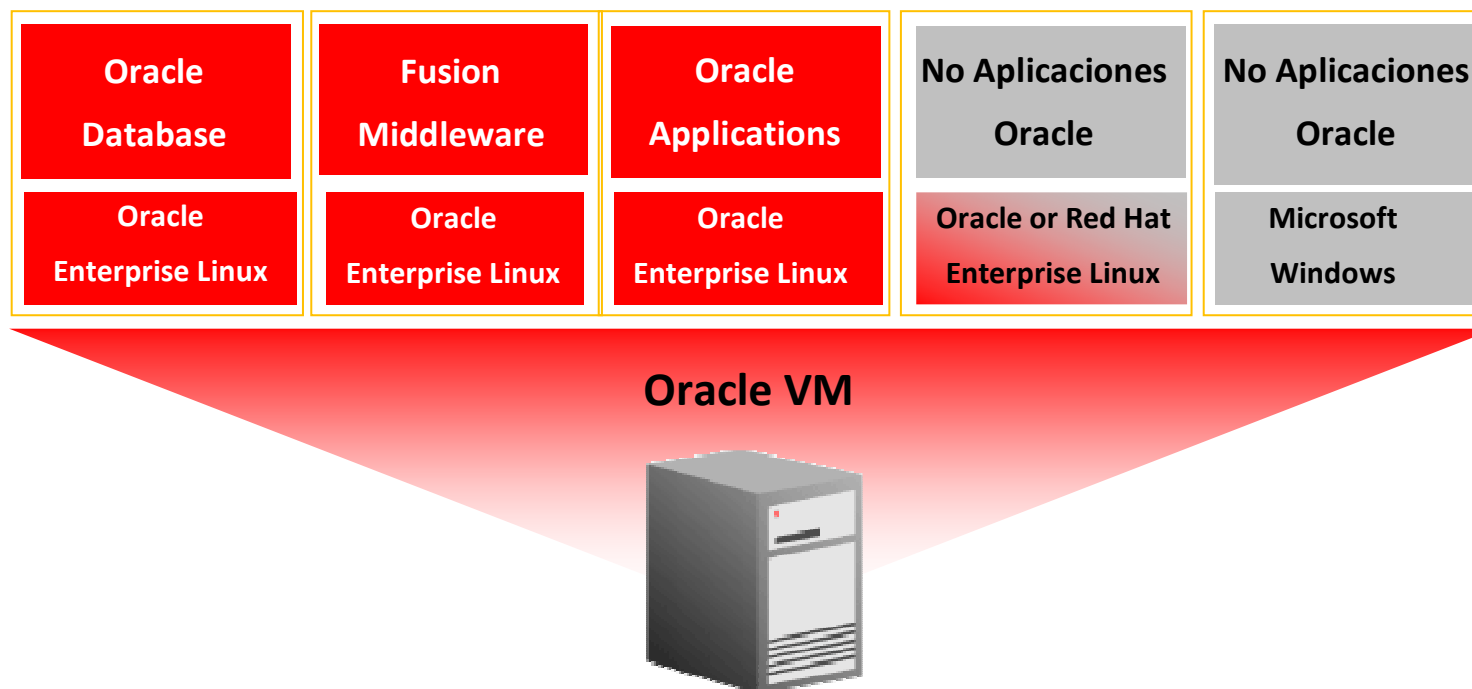 Oracle
Database
Fusion
Middleware
Oracle
Applications
No Aplicaciones
Oracle
No Aplicaciones
Oracle
Oracle
Enterprise Linux
Oracle
Enterprise Linux
Oracle
Enterprise Linux
Oracle or Red Hat
Enterprise Linux
Microsoft
Windows
Oracle VM